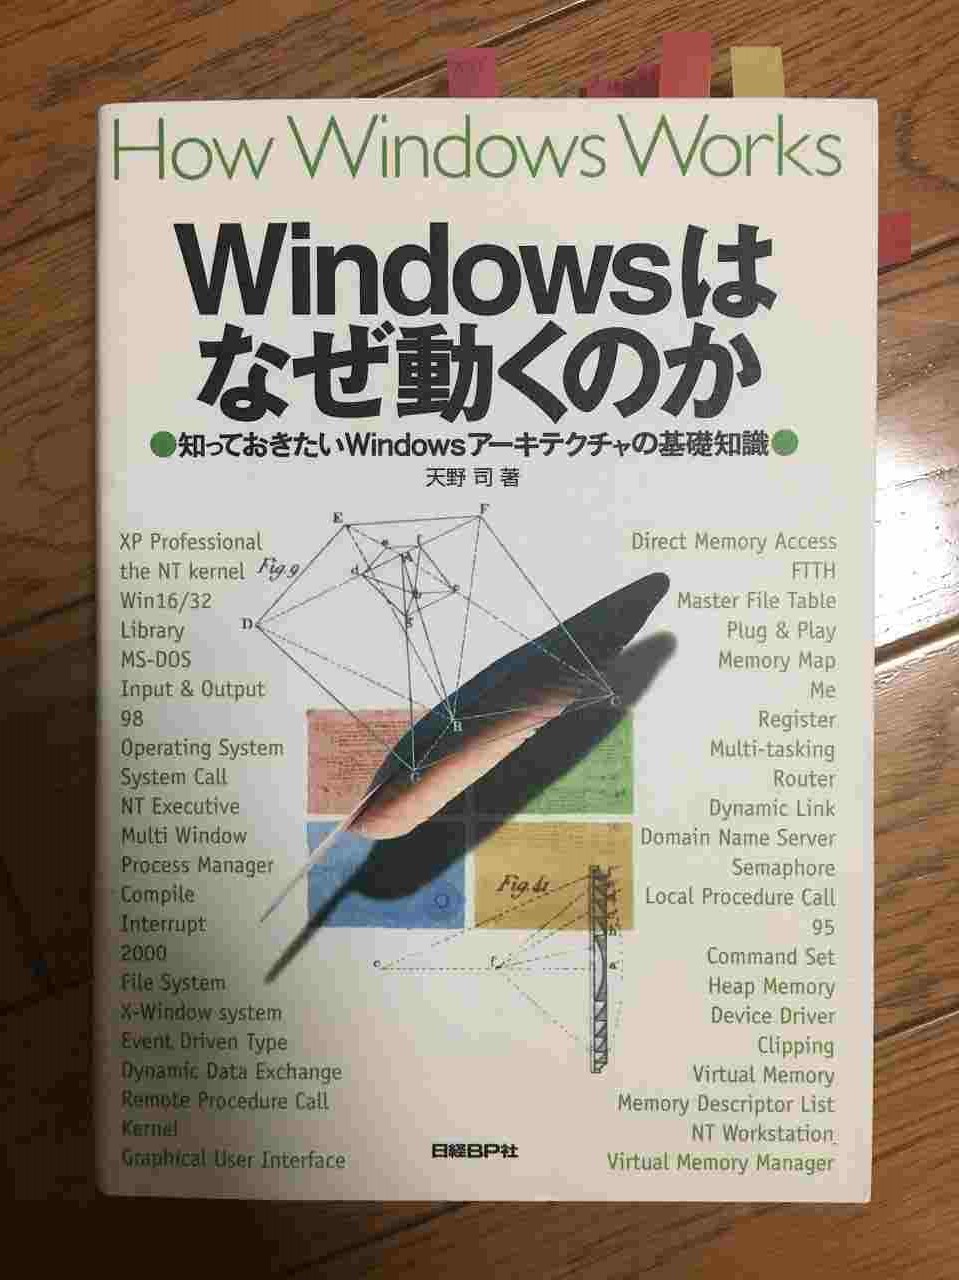 How Windows Works
Windowsは
なぜ動くのか
●知っておきたいWindowsアーキテクチャの基礎知識●
天野 司 著
XP Professional
the NT kernel
Win16/32
Library
MS-DOS
Input & Output
98
Operating System
System Call
NT Executive
Multi Window
Process Manager
Compile
Interrupt
2000
File System
X-Window system
Event Driven Type
Dynamic Data Exchange
Remote Procedure Call
Kernel
Graphical User Interface
Direct Memory Access
FTTH
Master File Table
Plug & Play
Memory Map
Me
Register
Multi-tasking
Router
Dynamic Link
Domain Name Server
Semaphore
Local Procedure Call
95
Command Set
Heap Memory
Device Driver
Clipping
Virtual Memory
Memory Descriptor List
NT Workstation
Virtual Memory Manager
E
F
Fig.9
D
C
B
G
Fig.41
日経BP社